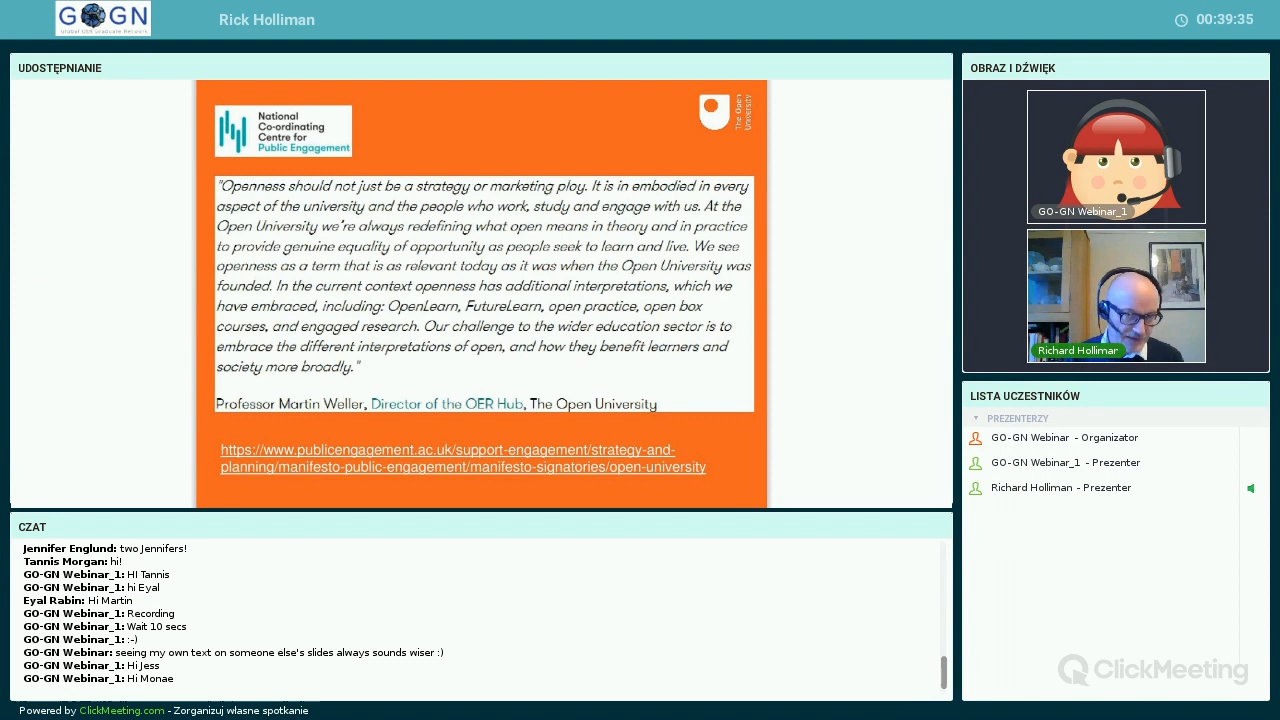 GO GN
Global OER Graduate Network
Rick Holliman
00:39:35
UDOSTĘPNIANIE
National
Co-ordinating
Centre for
Public Engagement
The Open
University
"Openness should not just be a strategy or marketing ploy. It is in embodied in every
aspect of the university and the people who work, study and engage with us. At the
Open University we're always redefining what open means in theory and in practice
to provide genuine equality of opportunity as people seek to learn and live. We see
openness as a term that is as relevant today as it was when the Open University was
founded. In the current context openness has additional interpretations, which we
have embraced, including: OpenLearn, FutureLearn, open practice, open box
courses, and engaged research. Our challenge to the wider education sector is to
embrace the different interpretations of open, and how they benefit learners and
society more broadly."
Professor Martin Weller, Director of the OER Hub, The Open University
https://www.publicengagement.ac.uk/support-engagement/strategy-and-
planning/manifesto-public-engagement/manifesto-signatories/open-university
OBRAZ I DŹWIĘK
GO-GN Webinar_1
Richard Holliman
LISTA UCZESTNIKÓW
PREZENTERZY
GO-GN Webinar - Organizator
GO-GN Webinar_1 - Prezenter
Richard Holliman - Prezenter
ClickMeeting
CZAT
Jennifer Englund: two Jennifers!
Tannis Morgan: hi!
GO-GN Webinar_1: HI Tannis
GO-GN Webinar_1: hi Eyal
Eyal Rabin: Hi Martin
GO-GN Webinar_1: Recording
GO-GN Webinar_1: Wait 10 secs
GO-GN Webinar_1: :-)
GO-GN Webinar: seeing my own text on someone else's slides always sounds wiser :)
GO-GN Webinar_1: Hi Jess
GO-GN Webinar_1: Hi Monae
Powered by ClickMeeting.com - Zorganizuj własne spotkanie